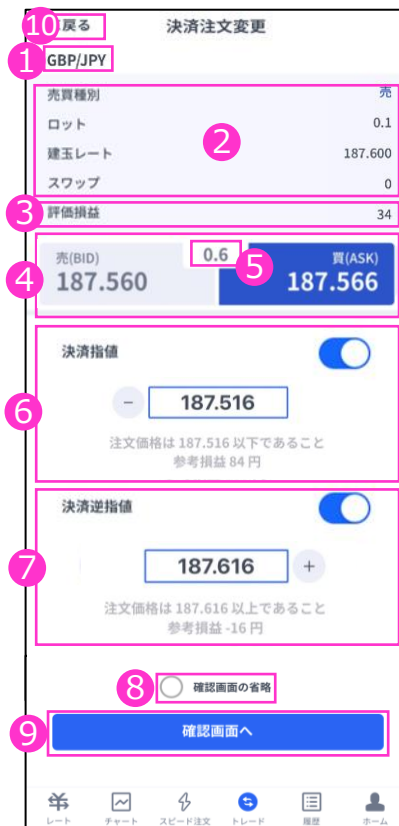 10 戻る 決済注文変更
1 GBP/JPY
売買種別 売
ロット 0.1
2
建玉レート 187.600
スワップ 0
3 評価損益 34
4 売(BID) 0.6 5 買(ASK)
187.560 187.566
決済指値
6 − 187.516
注文価格は 187.516 以下であること
参考損益 84 円
決済逆指値
7 187.616 +
注文価格は 187.616 以上であること
参考損益 -16 円
8 確認画面の省略
9 確認画面へ
レート チャート スピード注文 トレード 履歴 ホーム